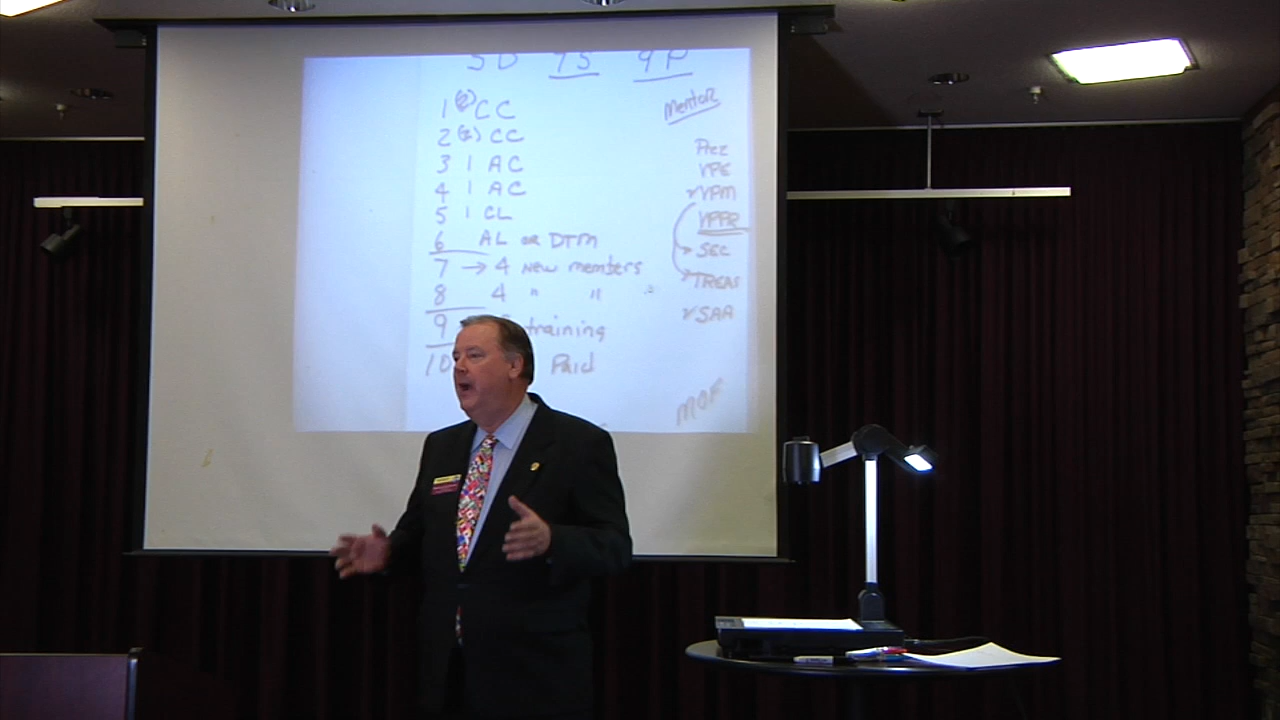 5D 7S 9P
1 (2) CC
2 (2) CC
3 1 AC
4 1 AC
5 1 CL
6 AL OR DTM
7 → 4 New members
8 4 " "
9 training
10 Paid
Mentor
Prez
VPE
✓VPM
VPPR
SEC
TREAS
✓SAA
MOF